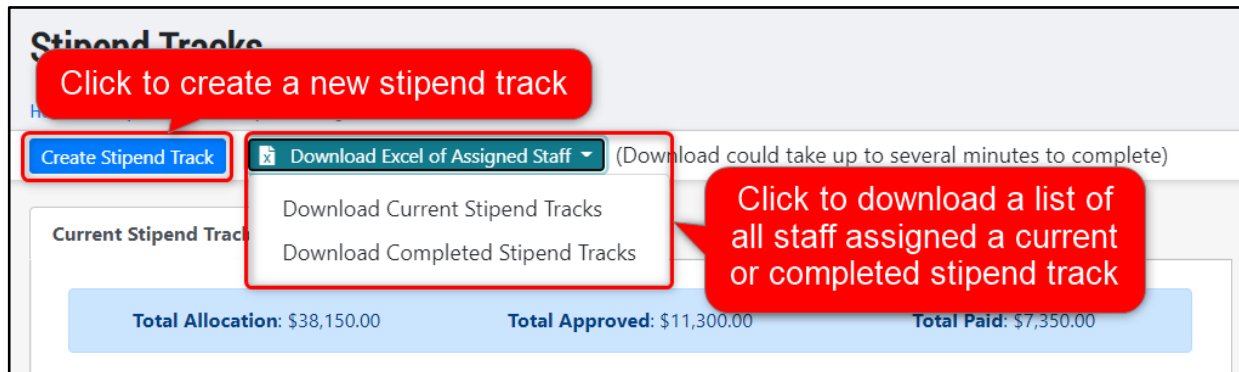 Stipend Tracks
Click to create a new stipend track
Create Stipend Track
Download Excel of Assigned Staff
(Download could take up to several minutes to complete)
Download Current Stipend Tracks
Download Completed Stipend Tracks
Click to download a list of
all staff assigned a current
or completed stipend track
Current Stipend Track
Total Allocation: $38,150.00 Total Approved: $11,300.00 Total Paid: $7,350.00